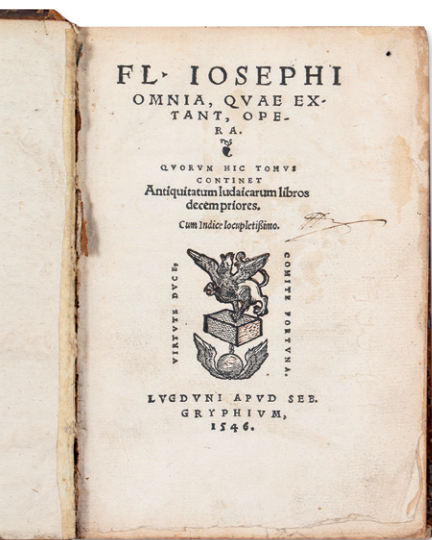 FL· IOSEPHI
OMNIA, QVAE EX-
TANT, OPE-
RA.
QVORVM HIC TOMVS
CONTINET
Antiquitatum Iudaicarum libros
decem priores.
Cum Indice locupletißimo.
VIRTVTE DVCE,
COMITE FORTVNA.
LVGDVNI APVD SEB.
GRYPHIVM,
1546.